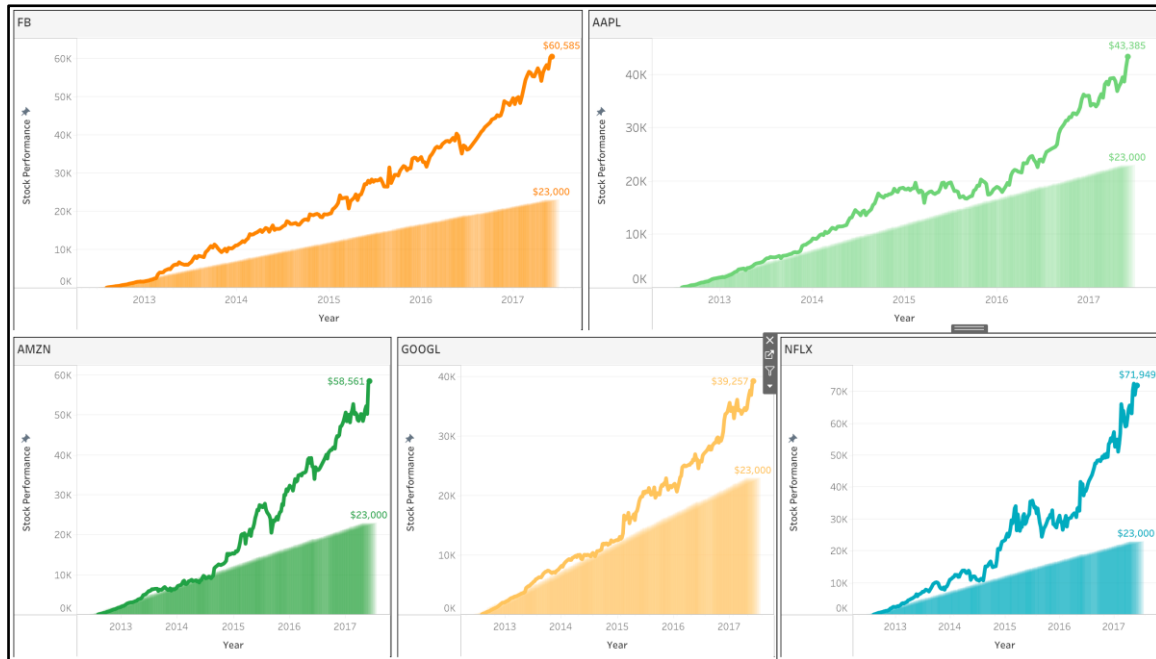 FB
$60,585
60K
50K
40K
30K
20K
10K
0K
$23,000
Stock Performance
2013 2014 2015 2016 2017
Year
AAPL
$43,385
40K
30K
20K
10K
0K
$23,000
Stock Performance
2013 2014 2015 2016 2017
Year
AMZN
$58,561
60K
50K
40K
30K
20K
10K
0K
$23,000
Stock Performance
2013 2014 2015 2016 2017
Year
GOOGL
$39,257
40K
30K
20K
10K
0K
$23,000
Stock Performance
2013 2014 2015 2016 2017
Year
NFLX
$71,949
70K
60K
50K
40K
30K
20K
10K
0K
$23,000
Stock Performance
2013 2014 2015 2016 2017
Year